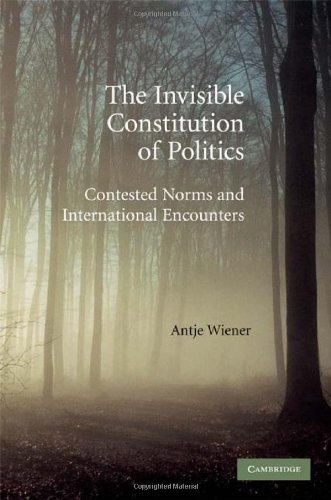 The Invisible
Constitution
of Politics
Contested Norms and
International Encounters
Antje Wiener
CAMBRIDGE